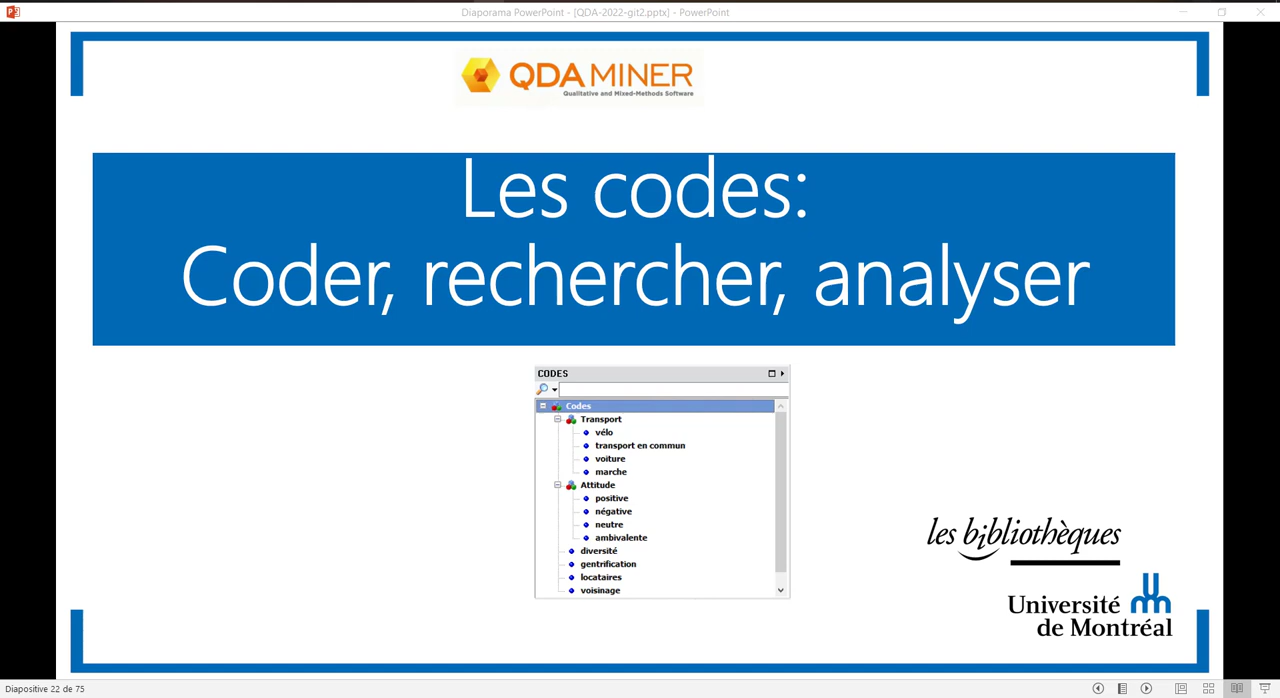 Diaporama PowerPoint - [QDA-2022-git2.pptx] - PowerPoint
QDA MINER
Qualitative and Mixed-Methods Software
Les codes:
Coder, rechercher, analyser
CODES
Codes
Transport
vélo
transport en commun
voiture
marche
Attitude
positive
négative
neutre
ambivalente
diversité
gentrification
locataires
voisinage
les bibliothèques
Université
de Montréal
Diapositive 22 de 75